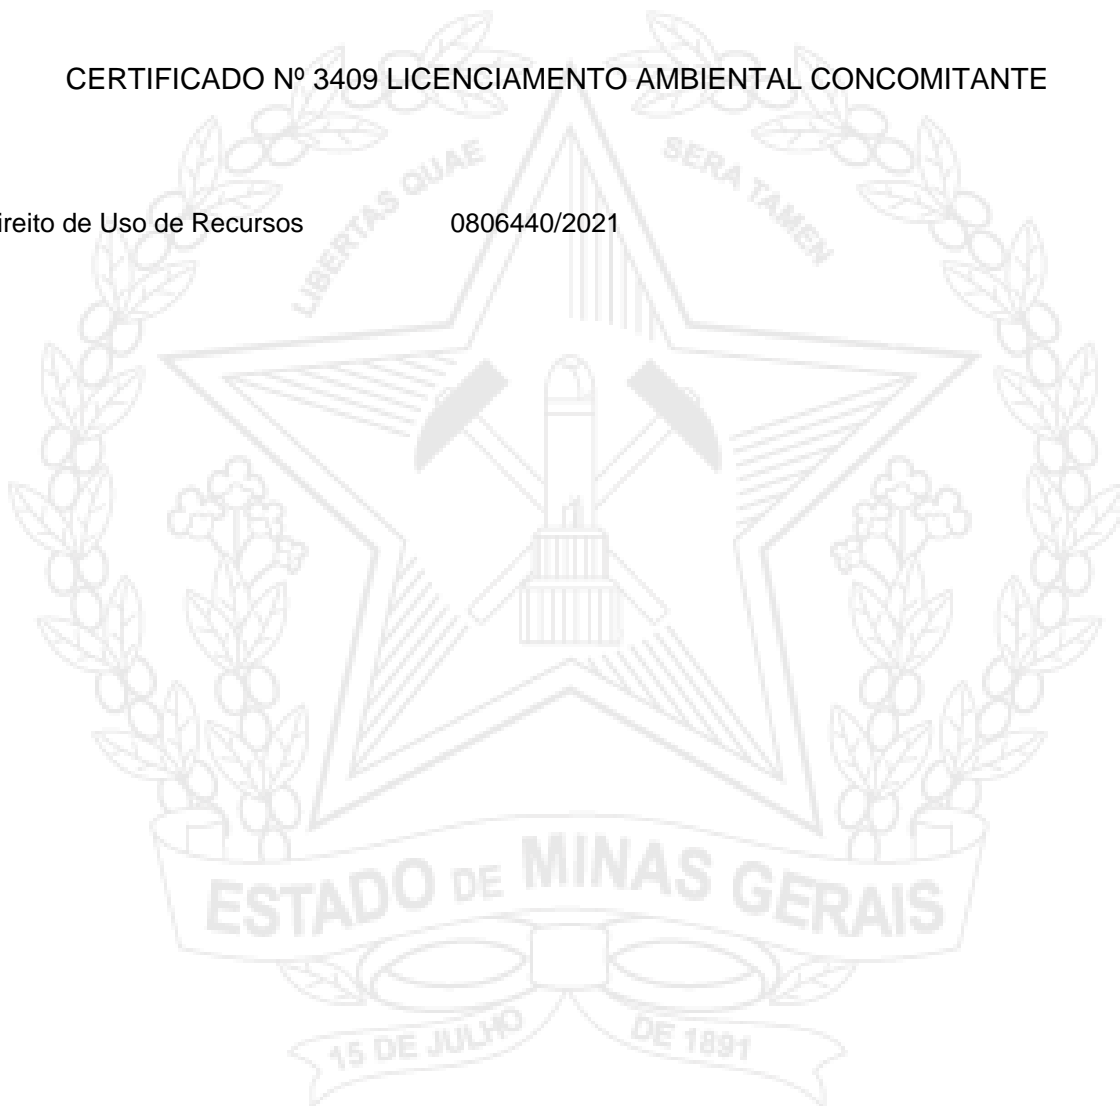 CERTIFICADO Nº 3409 LICENCIAMENTO AMBIENTAL CONCOMITANTE
LIBERTAS QUAE SERA TAMEN
ireito de Uso de Recursos 0806440/2021
ESTADO DE MINAS GERAIS
15 DE JULHO DE 1891